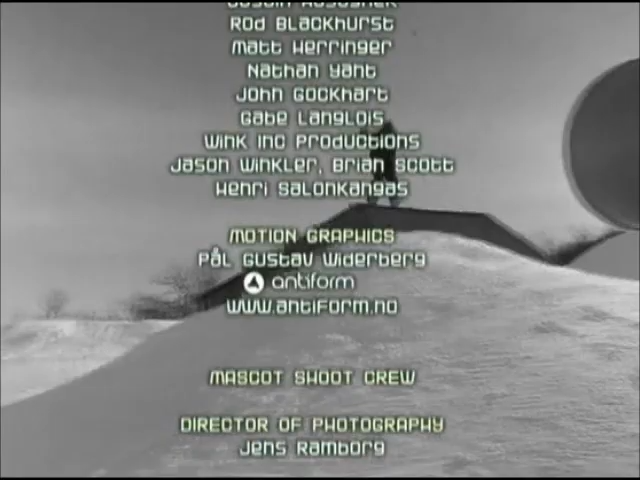 Rod Blackhurst
Matt Herringer
Nathan Yant
John Gockhart
Gabe Langlois
Wink Inc Productions
Jason Winkler, Brian Scott
Henri Salonkangas
MOTION GRAPHICS
Pål Gustav Widerberg
antiform
www.antiform.no
MASCOT SHOOT CREW
DIRECTOR OF PHOTOGRAPHY
Jens Ramborg